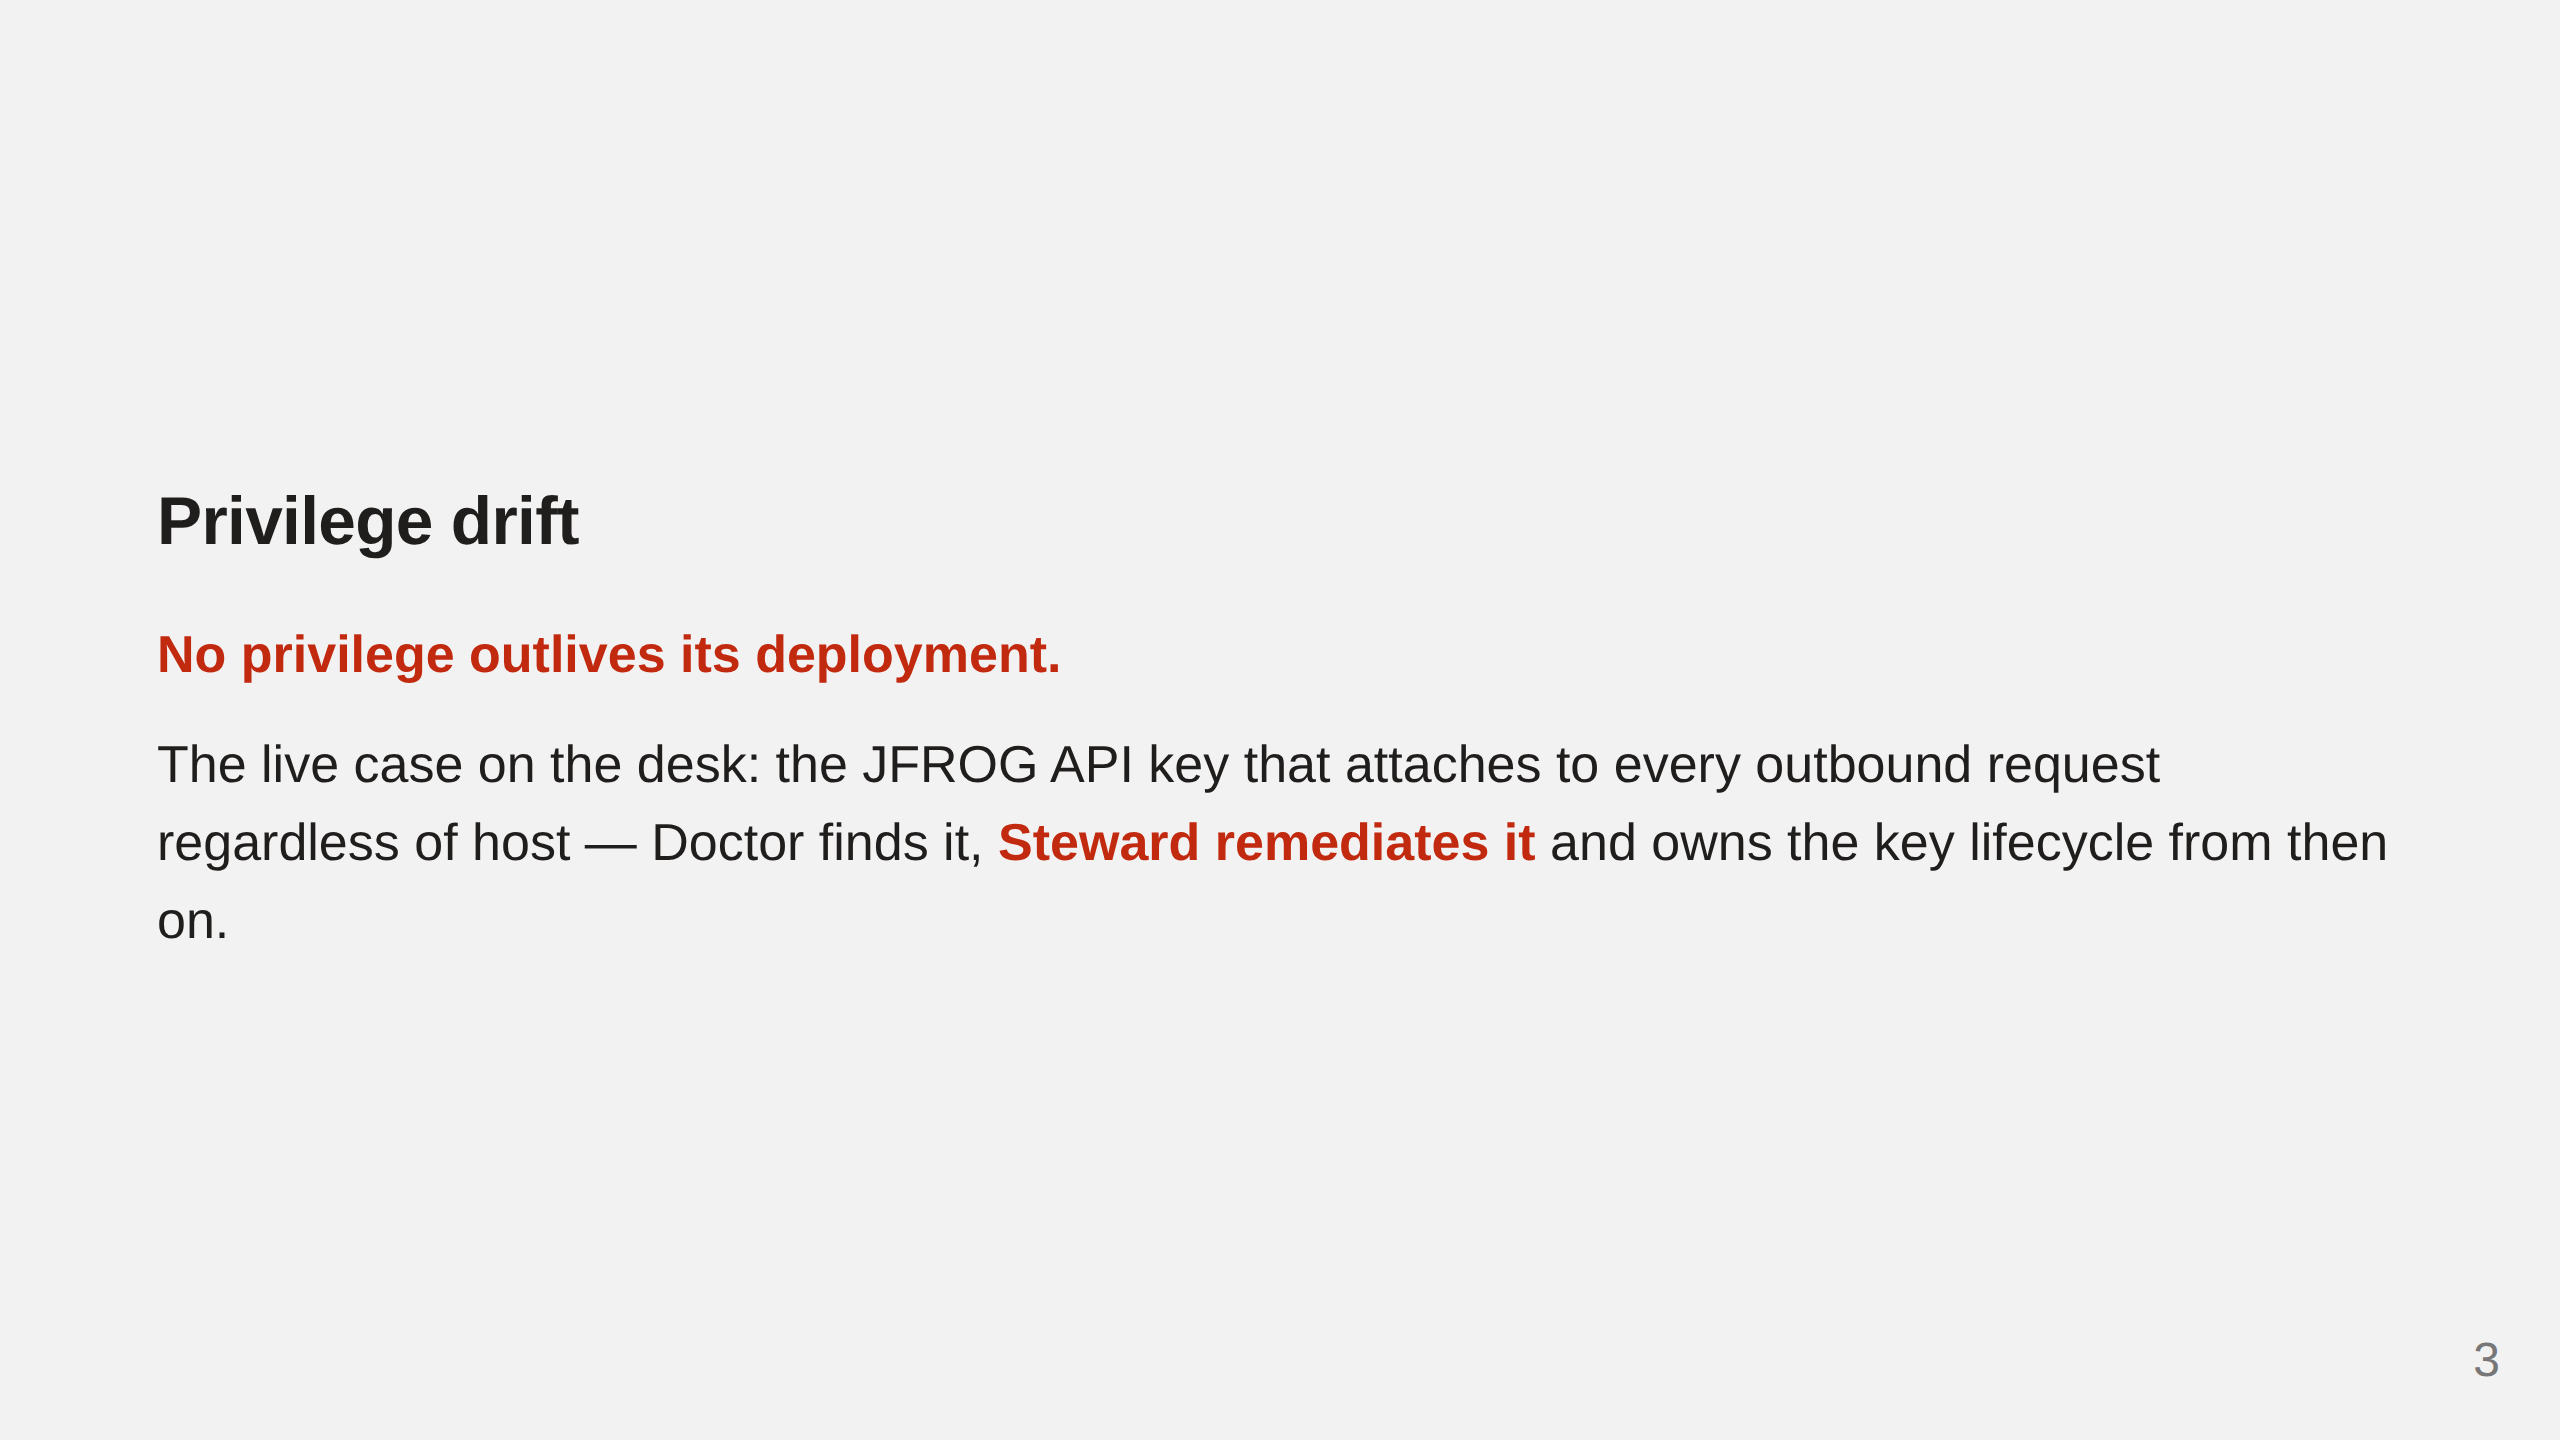 Privilege drift
No privilege outlives its deployment.
The live case on the desk: the JFROG API key that attaches to every outbound request
regardless of host — Doctor finds it, Steward remediates it and owns the key lifecycle from then
on.
3